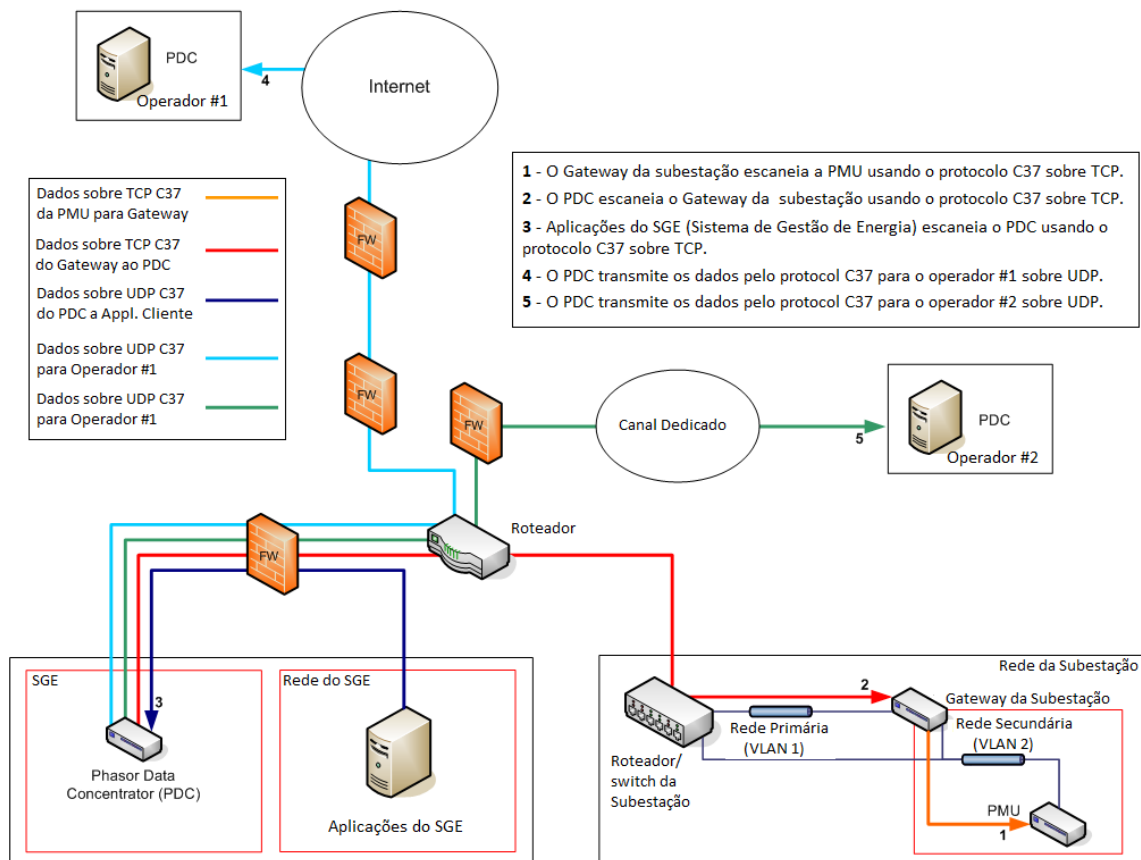 PDC
Operador #1
4
Internet
Dados sobre TCP C37
da PMU para Gateway
Dados sobre TCP C37
do Gateway ao PDC
Dados sobre UDP C37
do PDC a Appl. Cliente
Dados sobre UDP C37
para Operador #1
Dados sobre UDP C37
para Operador #1
FW
FW
1 - O Gateway da subestação escaneia a PMU usando o protocolo C37 sobre TCP.
2 - O PDC escaneia o Gateway da subestação usando o protocolo C37 sobre TCP.
3 - Aplicações do SGE (Sistema de Gestão de Energia) escaneia o PDC usando o
protocolo C37 sobre TCP.
4 - O PDC transmite os dados pelo protocol C37 para o operador #1 sobre UDP.
5 - O PDC transmite os dados pelo protocol C37 para o operador #2 sobre UDP.
FW
Canal Dedicado
5
PDC
Operador #2
Roteador
FW
SGE
3
Phasor Data
Concentrator (PDC)
Rede do SGE
Aplicações do SGE
Rede da Subestação
2
Gateway da Subestação
Rede Primária
(VLAN 1)
Rede Secundária
(VLAN 2)
Roteador/
switch da
Subestação
PMU
1